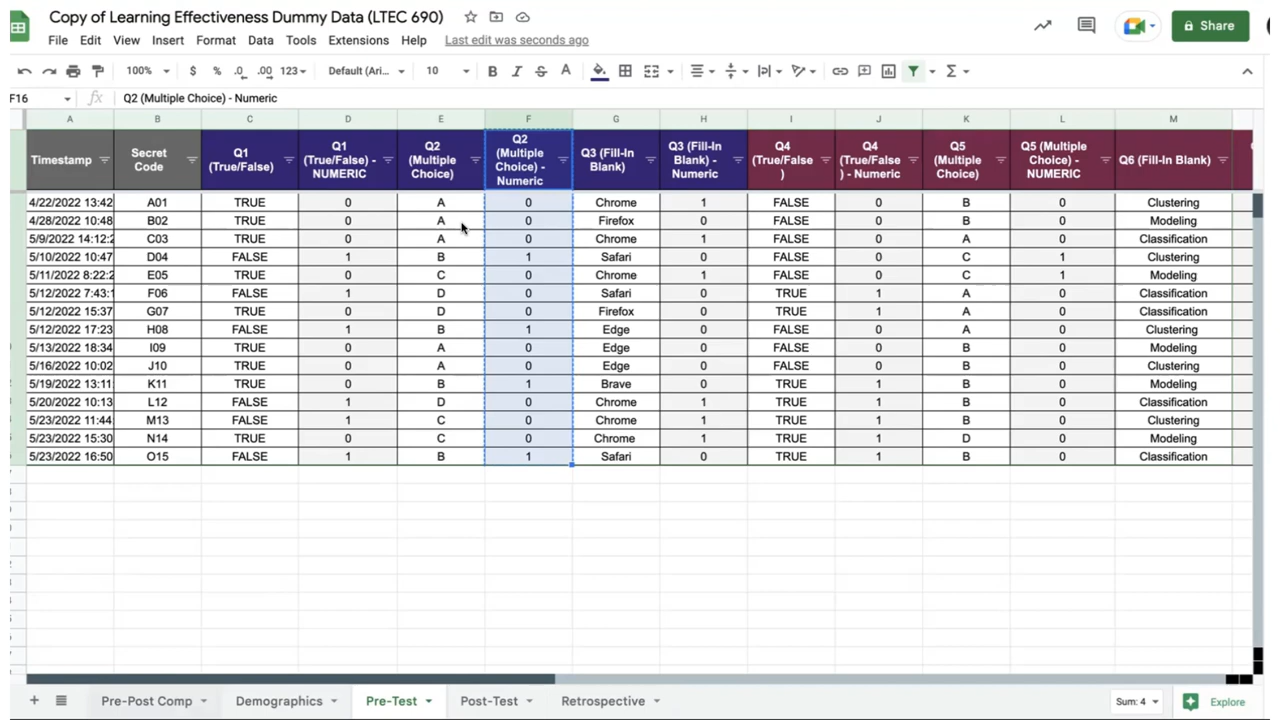 Copy of Learning Effectiveness Dummy Data (LTEC 690)
File Edit View Insert Format Data Tools Extensions Help Last edit was seconds ago
Share
100% $ % .0 .00 123 Default (Ari... 10 B I S A
F16 fx Q2 (Multiple Choice) - Numeric
A B C D E F G H I J K L M
Timestamp
Secret
Code
Q1
(True/False)
Q1
(True/False) -
NUMERIC
Q2
(Multiple
Choice)
Q2
(Multiple
Choice) -
Numeric
Q3 (Fill-In
Blank)
Q3 (Fill-In
Blank) -
Numeric
Q4
(True/False
)
Q4
(True/False
) - Numeric
Q5
(Multiple
Choice)
Q5 (Multiple
Choice) -
NUMERIC
Q6 (Fill-In Blank)
4/22/2022 13:42 A01 TRUE 0 A 0 Chrome 1 FALSE 0 B 0 Clustering
4/28/2022 10:48 B02 TRUE 0 A 0 Firefox 0 FALSE 0 B 0 Modeling
5/9/2022 14:12:2 C03 TRUE 0 A 0 Chrome 1 FALSE 0 A 0 Classification
5/10/2022 10:47 D04 FALSE 1 B 1 Safari 0 FALSE 0 C 1 Clustering
5/11/2022 8:22:2 E05 TRUE 0 C 0 Chrome 1 FALSE 0 C 1 Modeling
5/12/2022 7:43:1 F06 FALSE 1 D 0 Safari 0 TRUE 1 A 0 Classification
5/12/2022 15:37 G07 TRUE 0 D 0 Firefox 0 TRUE 1 A 0 Classification
5/12/2022 17:23 H08 FALSE 1 B 1 Edge 0 FALSE 0 A 0 Clustering
5/13/2022 18:34 I09 TRUE 0 A 0 Edge 0 FALSE 0 B 0 Modeling
5/16/2022 10:02 J10 TRUE 0 A 0 Edge 0 FALSE 0 B 0 Clustering
5/19/2022 13:11 K11 TRUE 0 B 1 Brave 0 TRUE 1 B 0 Modeling
5/20/2022 10:13 L12 FALSE 1 D 0 Chrome 1 TRUE 1 B 0 Classification
5/23/2022 11:44 M13 FALSE 1 C 0 Chrome 1 TRUE 1 B 0 Clustering
5/23/2022 15:30 N14 TRUE 0 C 0 Chrome 1 TRUE 1 D 0 Modeling
5/23/2022 16:50 O15 FALSE 1 B 1 Safari 0 TRUE 1 B 0 Classification
Pre-Post Comp Demographics Pre-Test Post-Test Retrospective Sum: 4 Explore